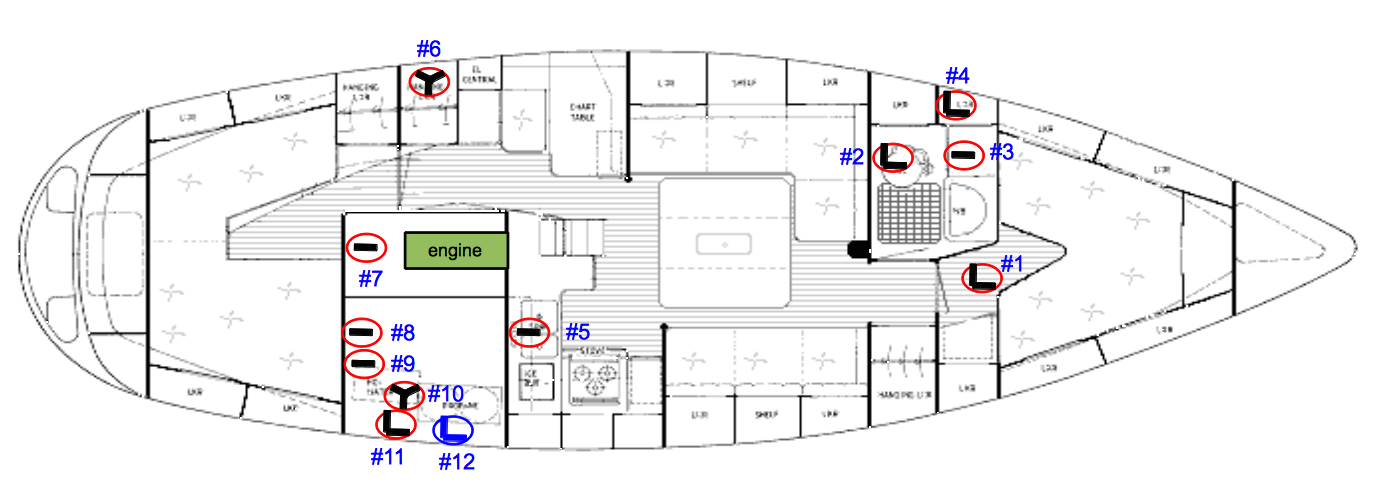 #6
#4
HANGING
LKR
EL
CENTRAL
CHART
TABLE
LKR
SHELF
LKR
LKR
LKR
LKR
LKR
LKR
LKR
#2
#3
#1
engine
#7
#8
#9
#5
STOVE
ICE
#10
PROPANE
#11
#12
LKR
LKR
LKR
SHELF
LKR
HANGING LKR
LKR
LKR
LKR